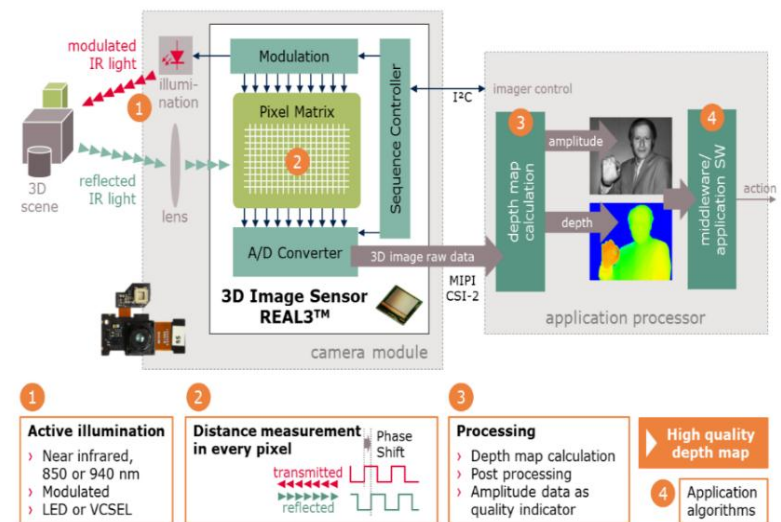 modulated
IR light
illumi-
nation
1
3D
scene
reflected
IR light
lens
Modulation
Pixel Matrix
2
Sequence Controller
A/D Converter
3D image raw data
3D Image Sensor
REAL3™
camera module
I²C
MIPI
CSI-2
imager control
3
depth map
calculation
amplitude
depth
4
middleware/
application SW
action
application processor
1
Active illumination
› Near infrared,
850 or 940 nm
› Modulated
› LED or VCSEL
2
Distance measurement
in every pixel
Phase
Shift
transmitted
reflected
3
Processing
› Depth map calculation
› Post processing
› Amplitude data as
quality indicator
High quality
depth map
4
Application
algorithms